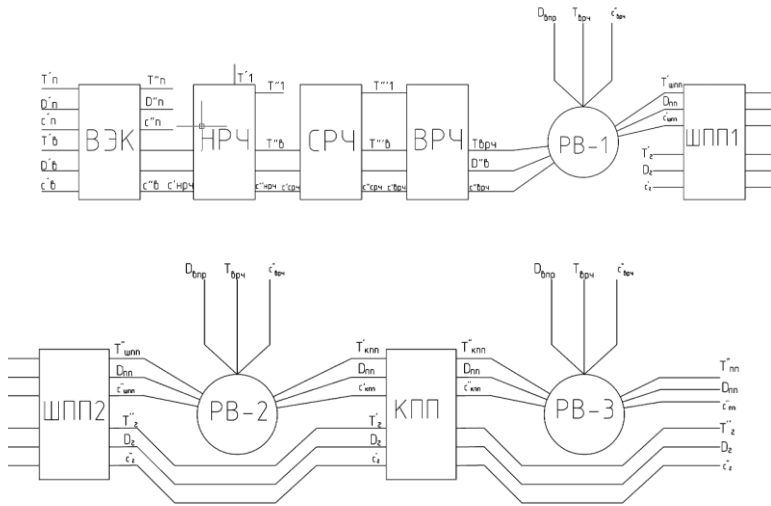 Dвпр Tврч c'врч
T'п T"п T'1 T"1 T"'1 T'шпп
D'п D"п Dпп
c'п c"п c'шпп
ВЭК НРЧ СРЧ ВРЧ РВ-1 ШПП1
T'в T"в T"'в Tврч T'г
D'в D"в Dг
c'в c"в c'нрч c"нрч c'срч c"срч c'врч c"врч c'г
Dвпр Tврч c"врч Dвпр Tврч c"врч
T"шпп T'кпп T"кпп T"пп
Dпп Dпп Dпп Dпп
c"шпп c'кпп c"кпп c"пп
ШПП2 РВ-2 КПП РВ-3
T"г T'г T"г T"г
Dг Dг Dг Dг
c"г c'г c"г c"г